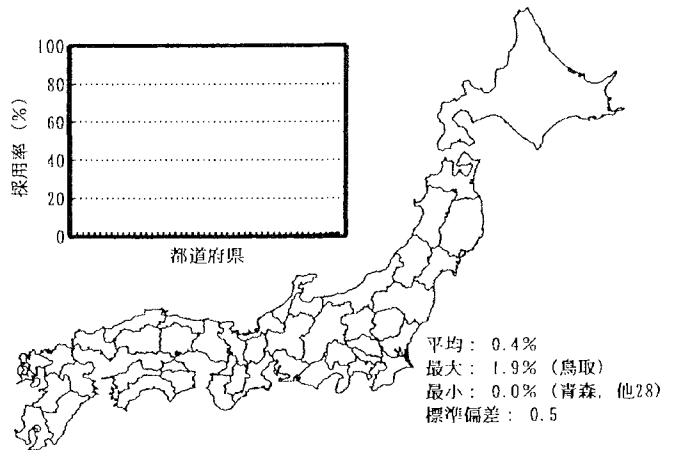 100
80
60
40
20
0
採用率 (%)
都道府県
平均: 0.4%
最大: 1.9% (鳥取)
最小: 0.0% (青森, 他28)
標準偏差: 0.5